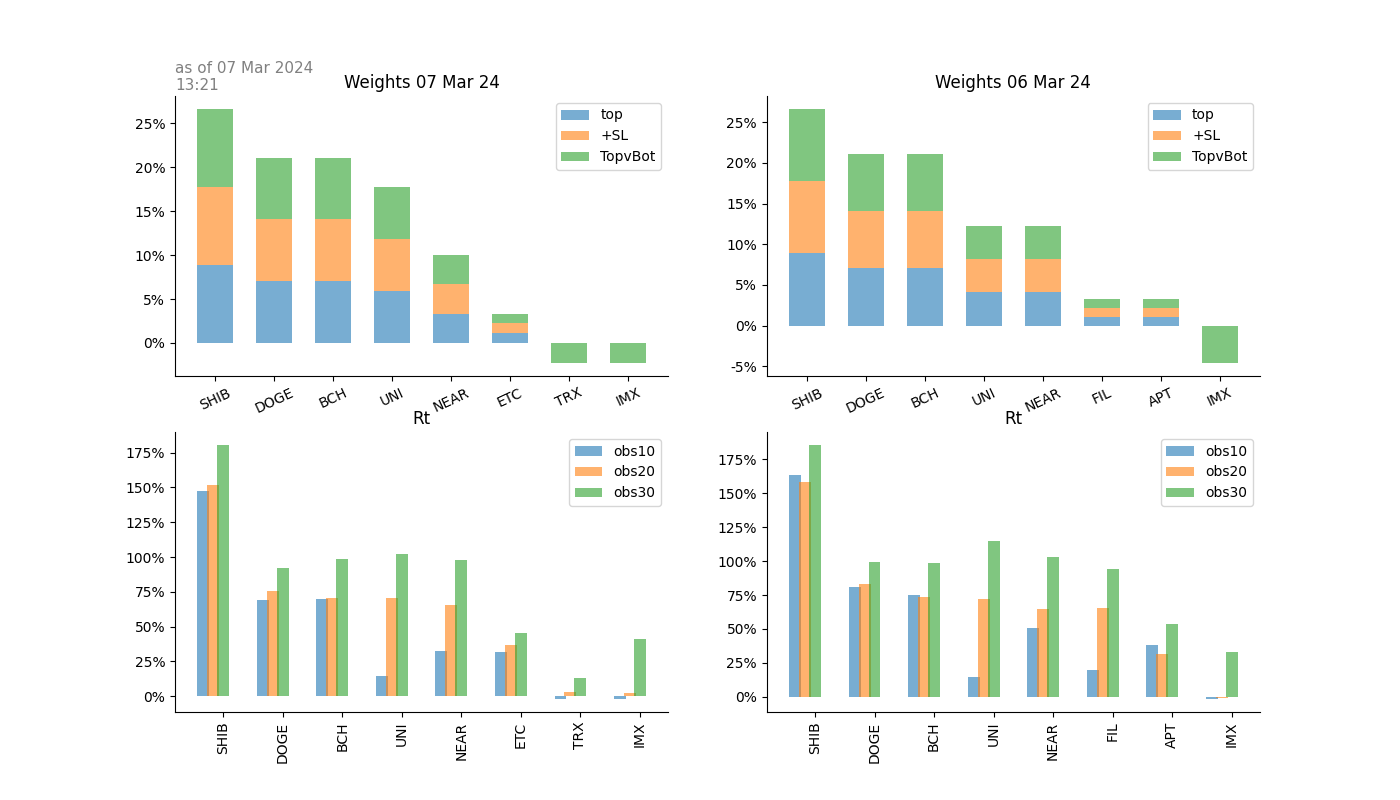 as of 07 Mar 2024
13:21
Weights 07 Mar 24
25%
20%
15%
10%
5%
0%
top
+SL
TopvBot
SHIB DOGE BCH UNI NEAR ETC TRX IMX
Weights 06 Mar 24
25%
20%
15%
10%
5%
0%
-5%
top
+SL
TopvBot
SHIB DOGE BCH UNI NEAR FIL APT IMX
Rt
175%
150%
125%
100%
75%
50%
25%
0%
obs10
obs20
obs30
SHIB DOGE BCH UNI NEAR ETC TRX IMX
Rt
175%
150%
125%
100%
75%
50%
25%
0%
obs10
obs20
obs30
SHIB DOGE BCH UNI NEAR FIL APT IMX